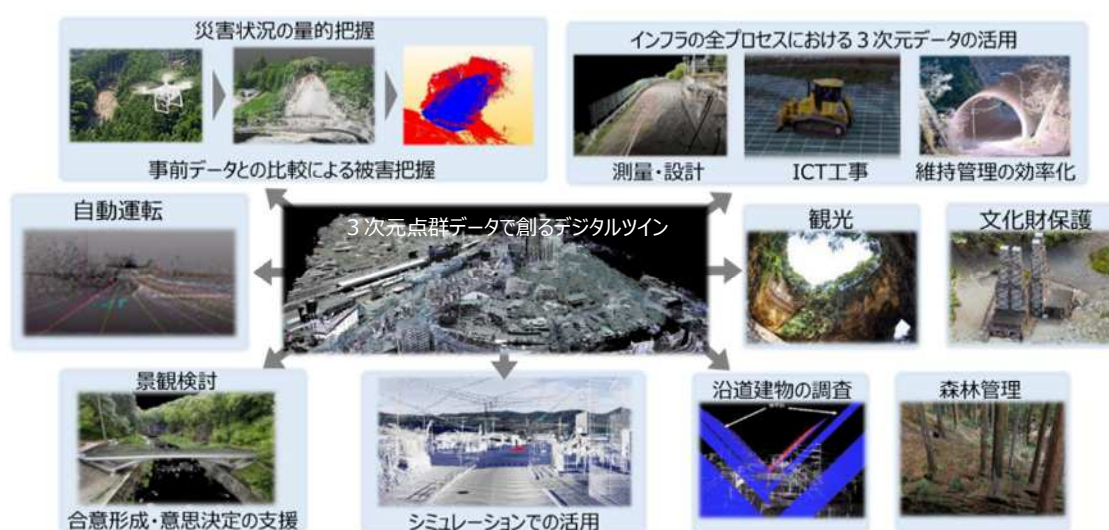 災害状況の量的把握
事前データとの比較による被害把握
インフラの全プロセスにおける３次元データの活用
測量・設計
ICT工事
維持管理の効率化
自動運転
３次元点群データで創るデジタルツイン
観光
文化財保護
景観検討
合意形成・意思決定の支援
シミュレーションでの活用
沿道建物の調査
森林管理